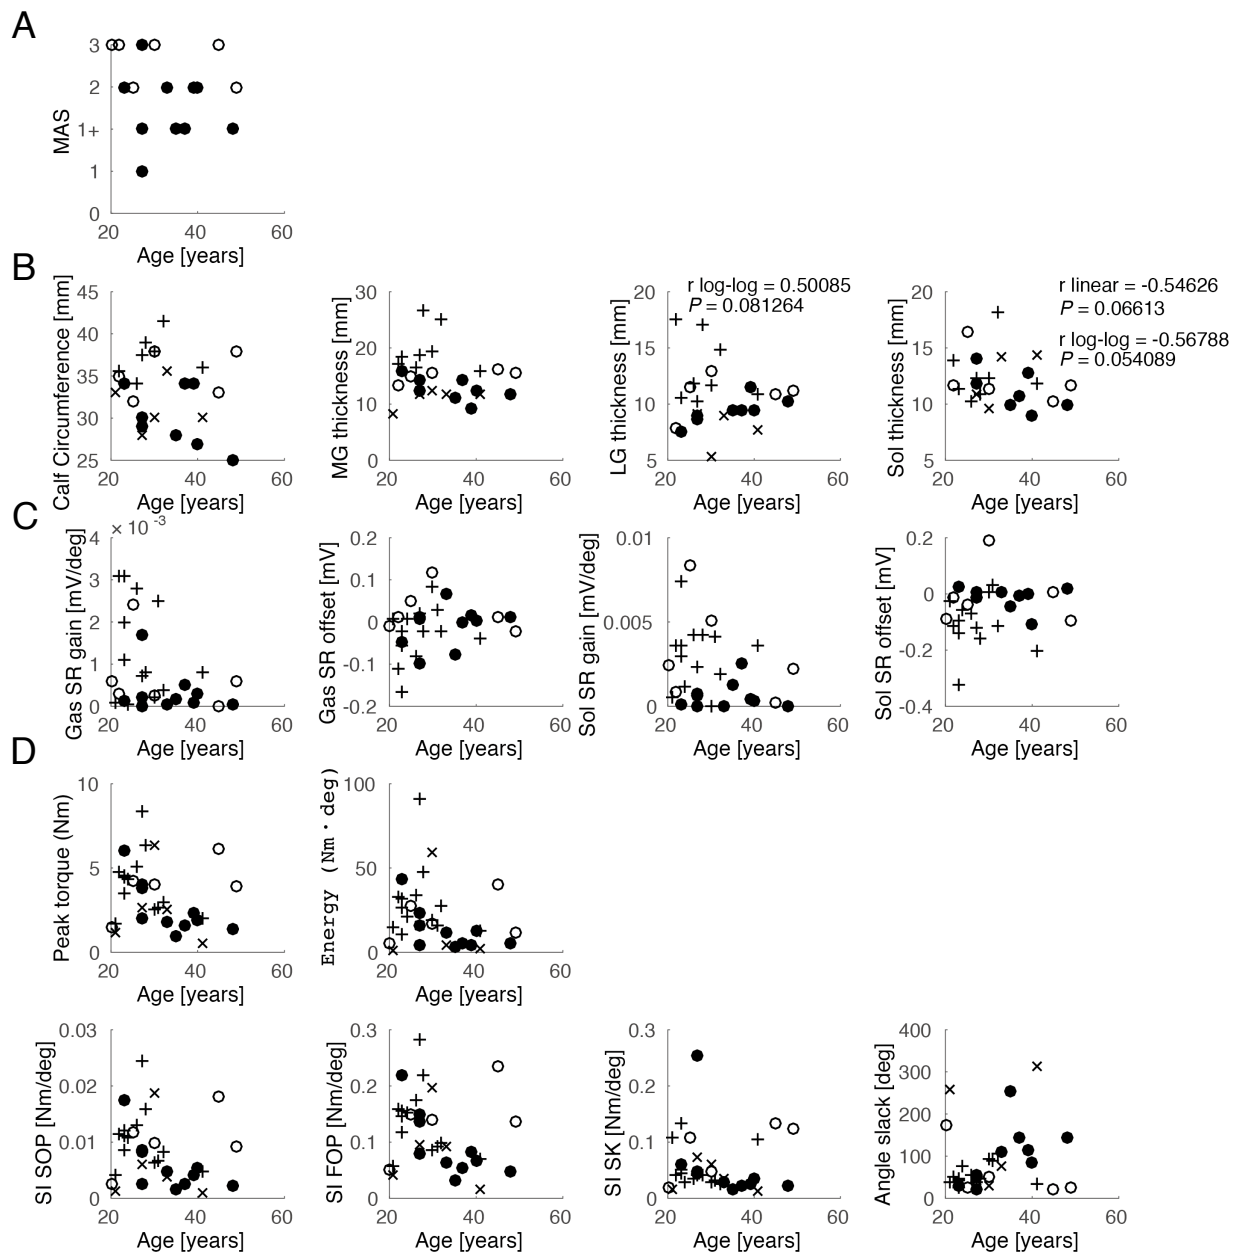 A
MAS
3
2
1+
1
0
20 40 60
Age [years]
B
Calf Circumference [mm]
45
40
35
30
25
20 40 60
Age [years]
MG thickness [mm]
30
20
10
0
20 40 60
Age [years]
LG thickness [mm]
r log-log = 0.50085
P = 0.081264
20
15
10
5
20 40 60
Age [years]
Sol thickness [mm]
r linear = -0.54626
P = 0.06613
r log-log = -0.56788
P = 0.054089
20
15
10
5
20 40 60
Age [years]
C
Gas SR gain [mV/deg]
× 10 -3
4
3
2
1
0
20 40 60
Age [years]
Gas SR offset [mV]
0.2
0.1
0
-0.1
-0.2
20 40 60
Age [years]
Sol SR gain [mV/deg]
0.01
0.005
0
20 40 60
Age [years]
Sol SR offset [mV]
0.2
0
-0.2
-0.4
20 40 60
Age [years]
D
Peak torque (Nm)
10
5
0
20 40 60
Age [years]
Energy (Nm·deg)
100
50
0
20 40 60
Age [years]
SI SOP [Nm/deg]
0.03
0.02
0.01
0
20 40 60
Age [years]
SI FOP [Nm/deg]
0.3
0.2
0.1
0
20 40 60
Age [years]
SI SK [Nm/deg]
0.3
0.2
0.1
0
20 40 60
Age [years]
Angle slack [deg]
400
300
200
100
0
20 40 60
Age [years]